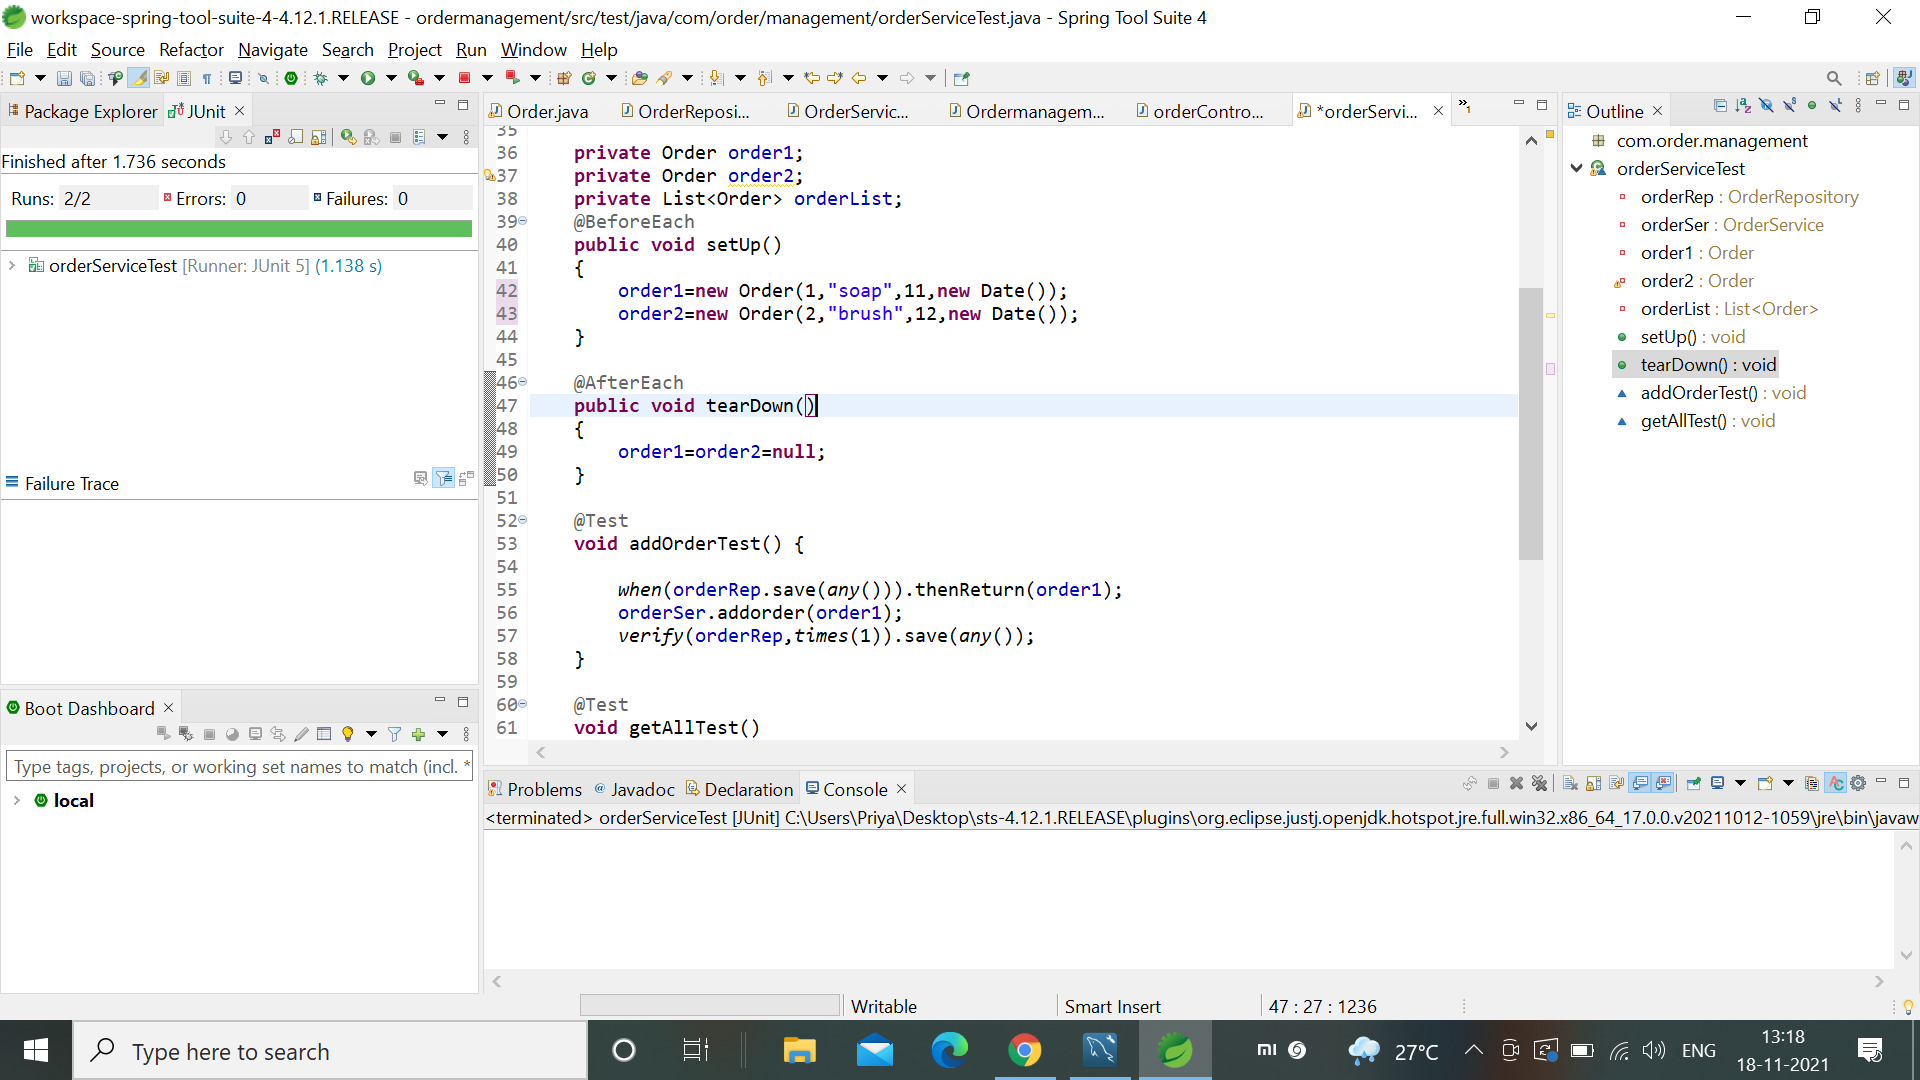 workspace-spring-tool-suite-4-4.12.1.RELEASE - ordermanagement/src/test/java/com/order/management/orderServiceTest.java - Spring Tool Suite 4
File Edit Source Refactor Navigate Search Project Run Window Help
Package Explorer JUnit
Finished after 1.736 seconds
Runs: 2/2 Errors: 0 Failures: 0
orderServiceTest [Runner: JUnit 5] (1.138 s)
Failure Trace
Boot Dashboard
Type tags, projects, or working set names to match (incl. *
local
Order.java OrderReposi... OrderServic... Ordermanagem... orderContro... *orderServi... »1
35
36 private Order order1;
37 private Order order2;
38 private List<Order> orderList;
39 @BeforeEach
40 public void setUp()
41 {
42 order1=new Order(1,"soap",11,new Date());
43 order2=new Order(2,"brush",12,new Date());
44 }
45
46 @AfterEach
47 public void tearDown()
48 {
49 order1=order2=null;
50 }
51
52 @Test
53 void addOrderTest() {
54
55 when(orderRep.save(any())).thenReturn(order1);
56 orderSer.addorder(order1);
57 verify(orderRep,times(1)).save(any());
58 }
59
60 @Test
61 void getAllTest()
Outline
com.order.management
orderServiceTest
orderRep : OrderRepository
orderSer : OrderService
order1 : Order
order2 : Order
orderList : List<Order>
setUp() : void
tearDown() : void
addOrderTest() : void
getAllTest() : void
Problems Javadoc Declaration Console
<terminated> orderServiceTest [JUnit] C:\Users\Priya\Desktop\sts-4.12.1.RELEASE\plugins\org.eclipse.justj.openjdk.hotspot.jre.full.win32.x86_64_17.0.0.v20211012-1059\jre\bin\javaw
Writable Smart Insert 47 : 27 : 1236
Type here to search
27°C
ENG
13:18
18-11-2021